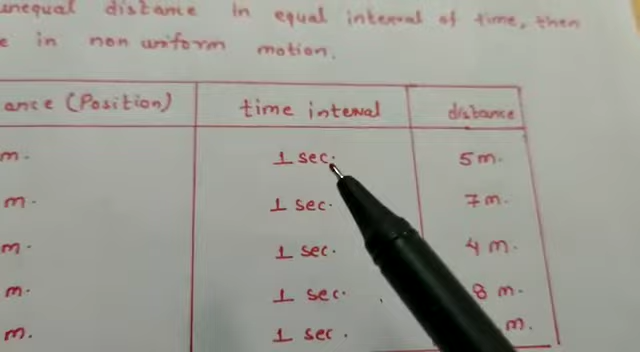 unequal distance in equal interval of time, then
e in non uniform motion.
ance (Position) time interval distance
m. 1 sec. 5 m.
m. 1 sec. 7 m.
m. 1 sec. 4 m.
m. 1 sec. 8 m.
m. 1 sec. m.